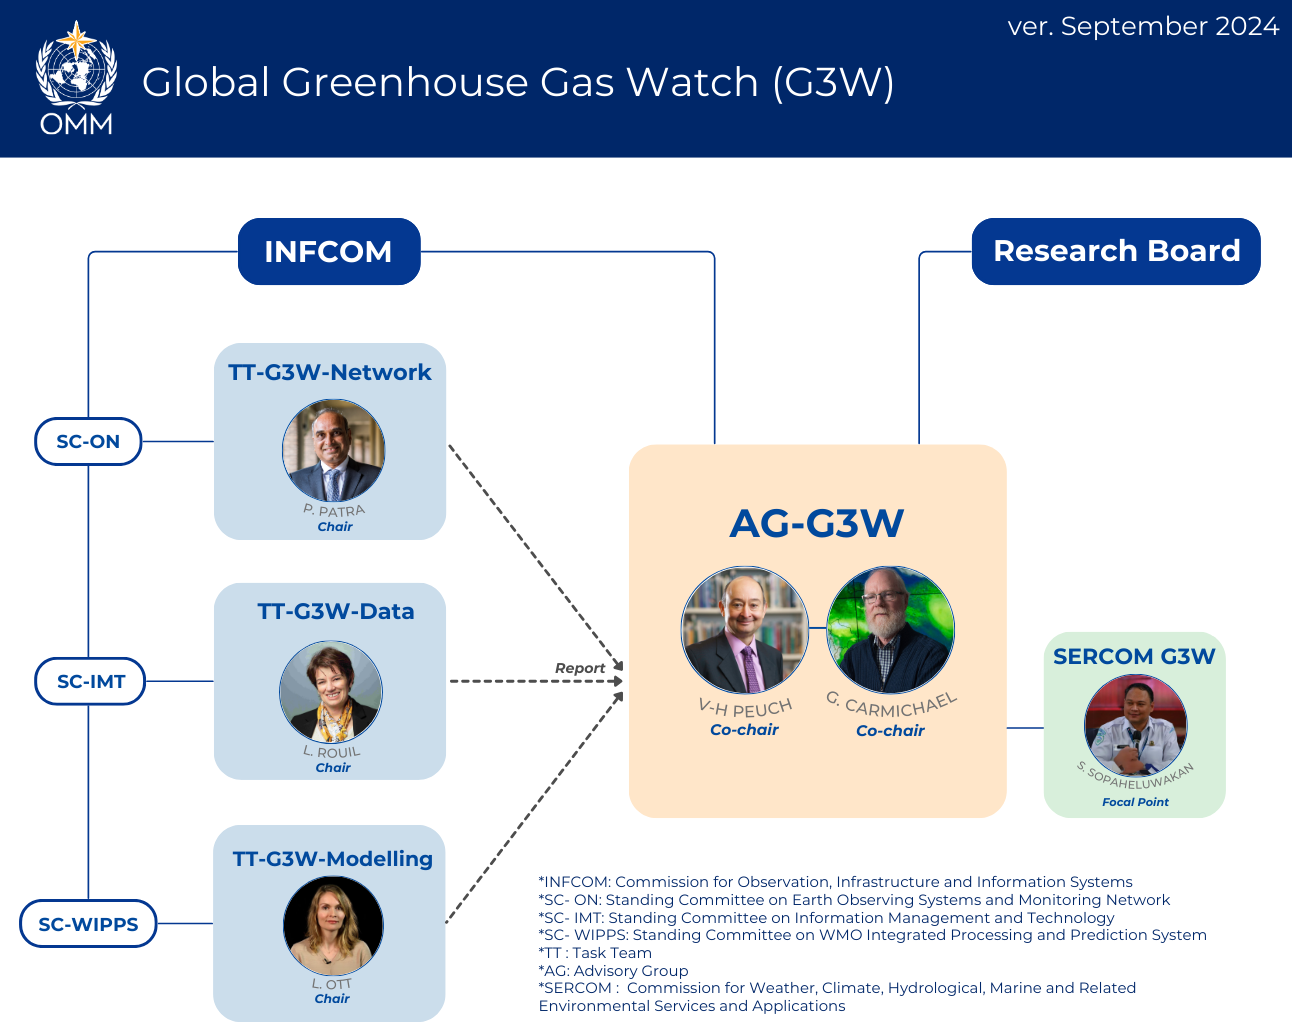 ver. September 2024
OMM
Global Greenhouse Gas Watch (G3W)
INFCOM
Research Board
TT-G3W-Network
SC-ON
P. PATRA
Chair
AG-G3W
TT-G3W-Data
SC-IMT
L. ROUIL
Chair
Report
V-H PEUCH
Co-chair
G. CARMICHAEL
Co-chair
SERCOM G3W
S. SOPAHELUWAKAN
Focal Point
TT-G3W-Modelling
SC-WIPPS
L. OTT
Chair
*INFCOM: Commission for Observation, Infrastructure and Information Systems
*SC- ON: Standing Committee on Earth Observing Systems and Monitoring Network
*SC- IMT: Standing Committee on Information Management and Technology
*SC- WIPPS: Standing Committee on WMO Integrated Processing and Prediction System
*TT : Task Team
*AG: Advisory Group
*SERCOM : Commission for Weather, Climate, Hydrological, Marine and Related
Environmental Services and Applications